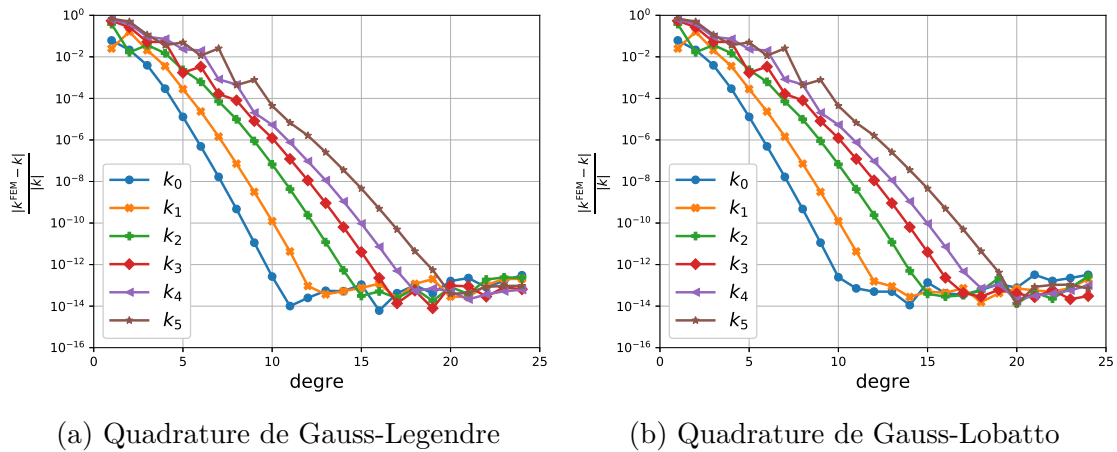 10^0
10^-2
10^-4
10^-6
10^-8
10^-10
10^-12
10^-14
10^-16
|k^FEM − k|
|k|
k_0
k_1
k_2
k_3
k_4
k_5
0 5 10 15 20 25
degre
(a) Quadrature de Gauss-Legendre
10^0
10^-2
10^-4
10^-6
10^-8
10^-10
10^-12
10^-14
10^-16
|k^FEM − k|
|k|
k_0
k_1
k_2
k_3
k_4
k_5
0 5 10 15 20 25
degre
(b) Quadrature de Gauss-Lobatto